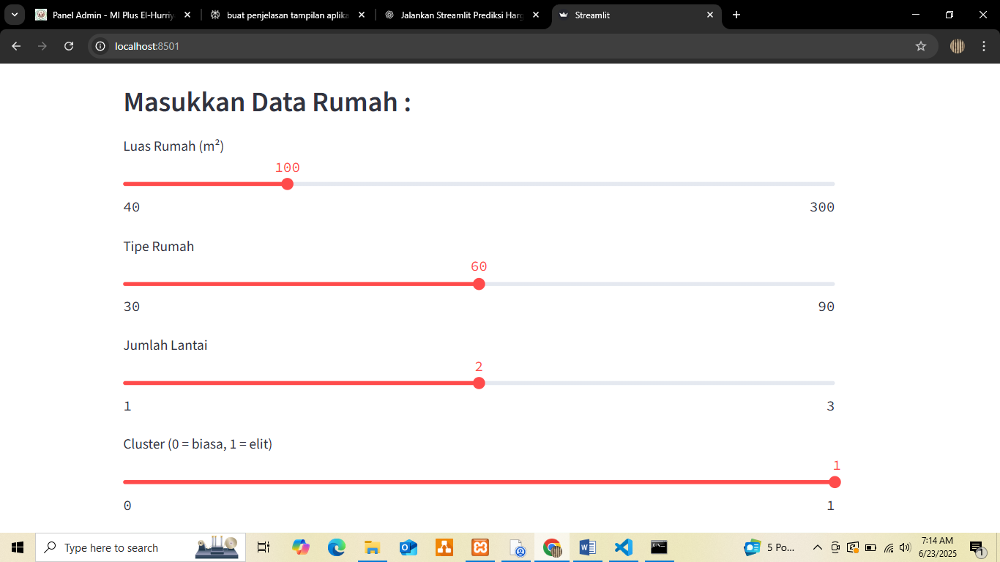 Panel Admin - MI Plus El-Hurriy
buat penjelasan tampilan aplika
Jalankan Streamlit Prediksi Harg
Streamlit
localhost:8501
Masukkan Data Rumah :
Luas Rumah (m²)
100
40 300
Tipe Rumah
60
30 90
Jumlah Lantai
2
1 3
Cluster (0 = biasa, 1 = elit)
1
0 1
Type here to search
5 Po...
7:14 AM
6/23/2025
1